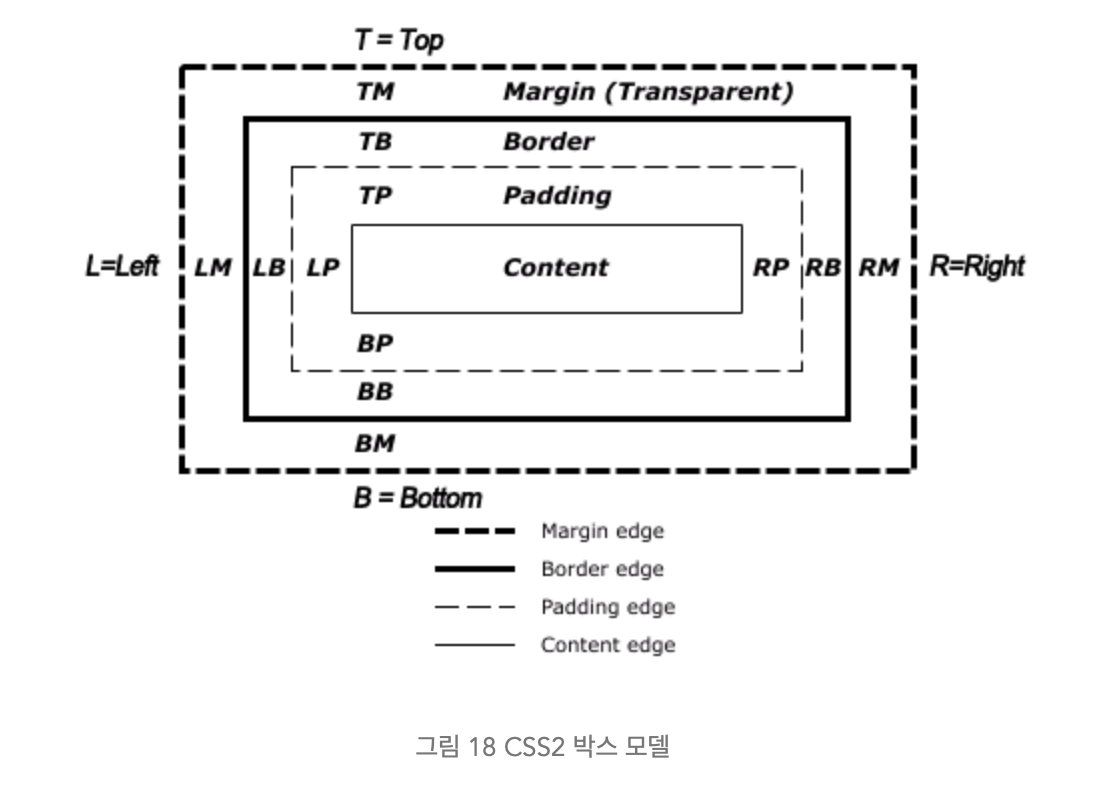 T = Top
TM Margin (Transparent)
TB Border
TP Padding
L=Left LM LB LP Content RP RB RM R=Right
BP
BB
BM
B = Bottom
Margin edge
Border edge
Padding edge
Content edge
그림 18 CSS2 박스 모델